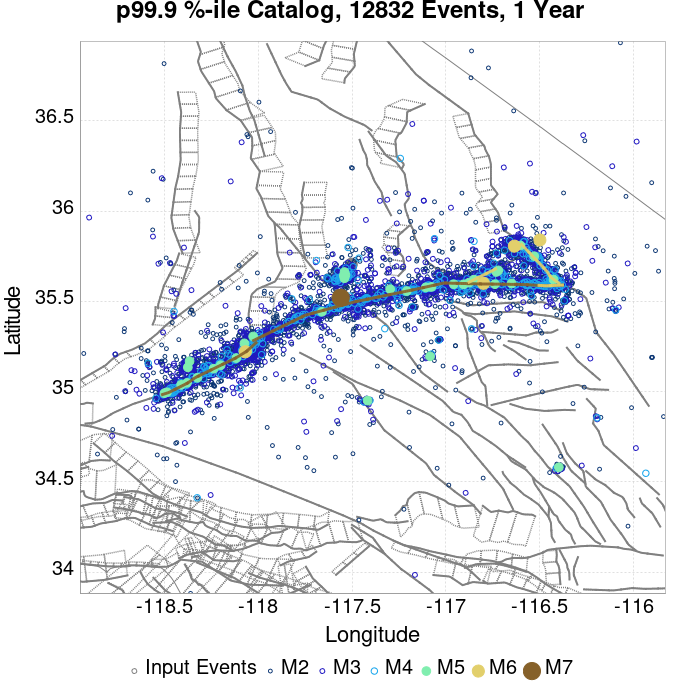 p99.9 %-ile Catalog, 12832 Events, 1 Year
Latitude
36.5
36
35.5
35
34.5
34
-118.5 -118 -117.5 -117 -116.5 -116
Longitude
Input Events M2 M3 M4 M5 M6 M7